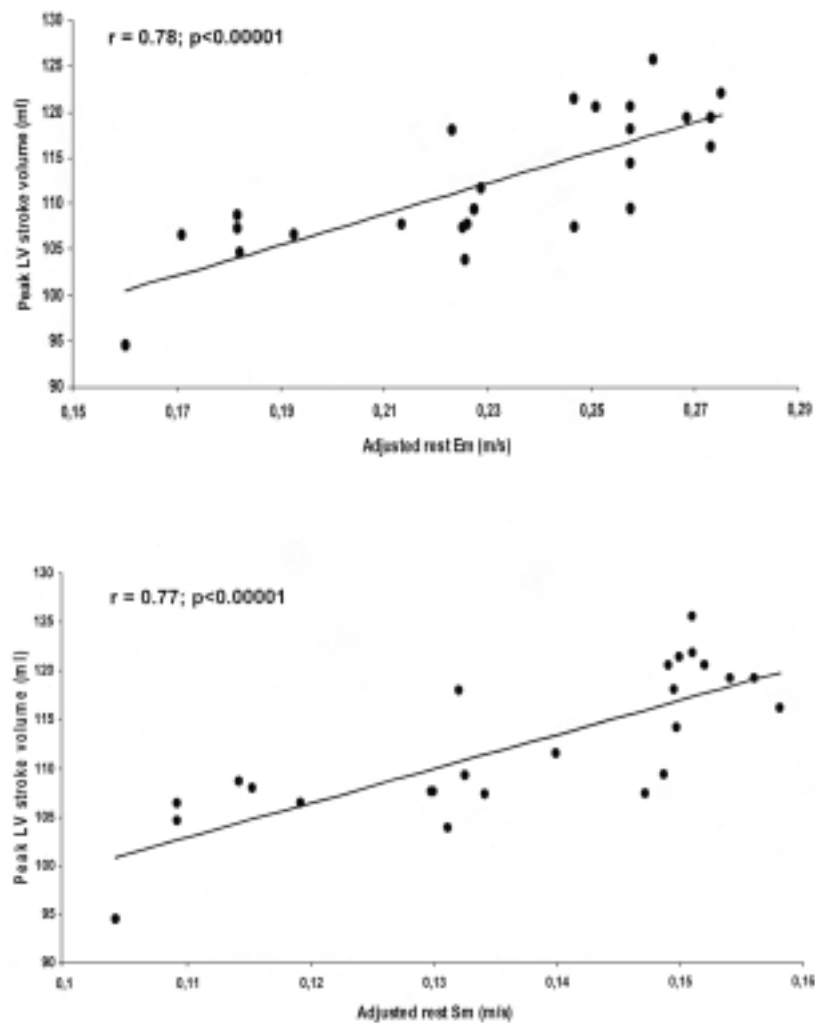 r = 0.78; p<0.00001
Peak LV stroke volume (ml)
130
125
120
115
110
105
100
95
90
0,15 0,17 0,19 0,21 0,23 0,25 0,27 0,29
Adjusted rest Em (m/s)
r = 0.77; p<0.00001
Peak LV stroke volume (ml)
130
125
120
115
110
105
100
95
90
0,1 0,11 0,12 0,13 0,14 0,15 0,16
Adjusted rest Sm (m/s)